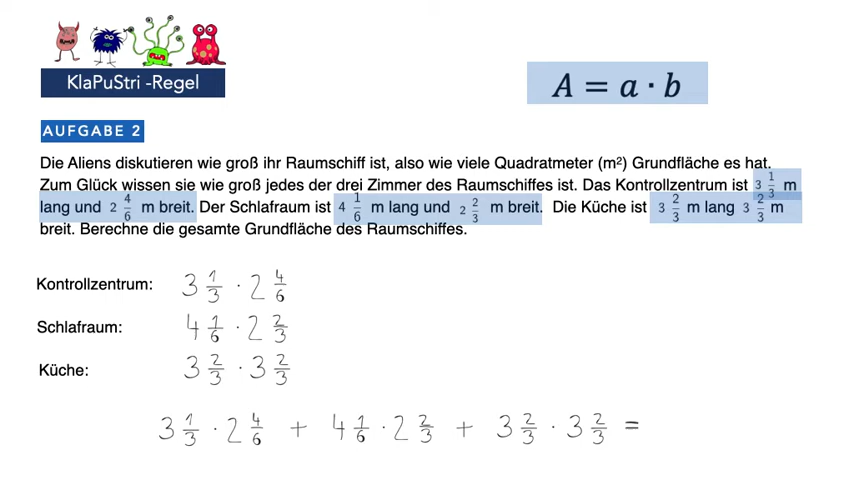 KlaPuStri -Regel
A = a · b
AUFGABE 2
Die Aliens diskutieren wie groß ihr Raumschiff ist, also wie viele Quadratmeter (m²) Grundfläche es hat.
Zum Glück wissen sie wie groß jedes der drei Zimmer des Raumschiffes ist. Das Kontrollzentrum ist 3 1/3 m
lang und 2 4/6 m breit. Der Schlafraum ist 4 1/6 m lang und 2 2/3 m breit. Die Küche ist 3 2/3 m lang 3 2/3 m
breit. Berechne die gesamte Grundfläche des Raumschiffes.
Kontrollzentrum: 3 1/3 · 2 4/6
Schlafraum: 4 1/6 · 2 2/3
Küche: 3 2/3 · 3 2/3
3 1/3 · 2 4/6 + 4 1/6 · 2 2/3 + 3 2/3 · 3 2/3 =